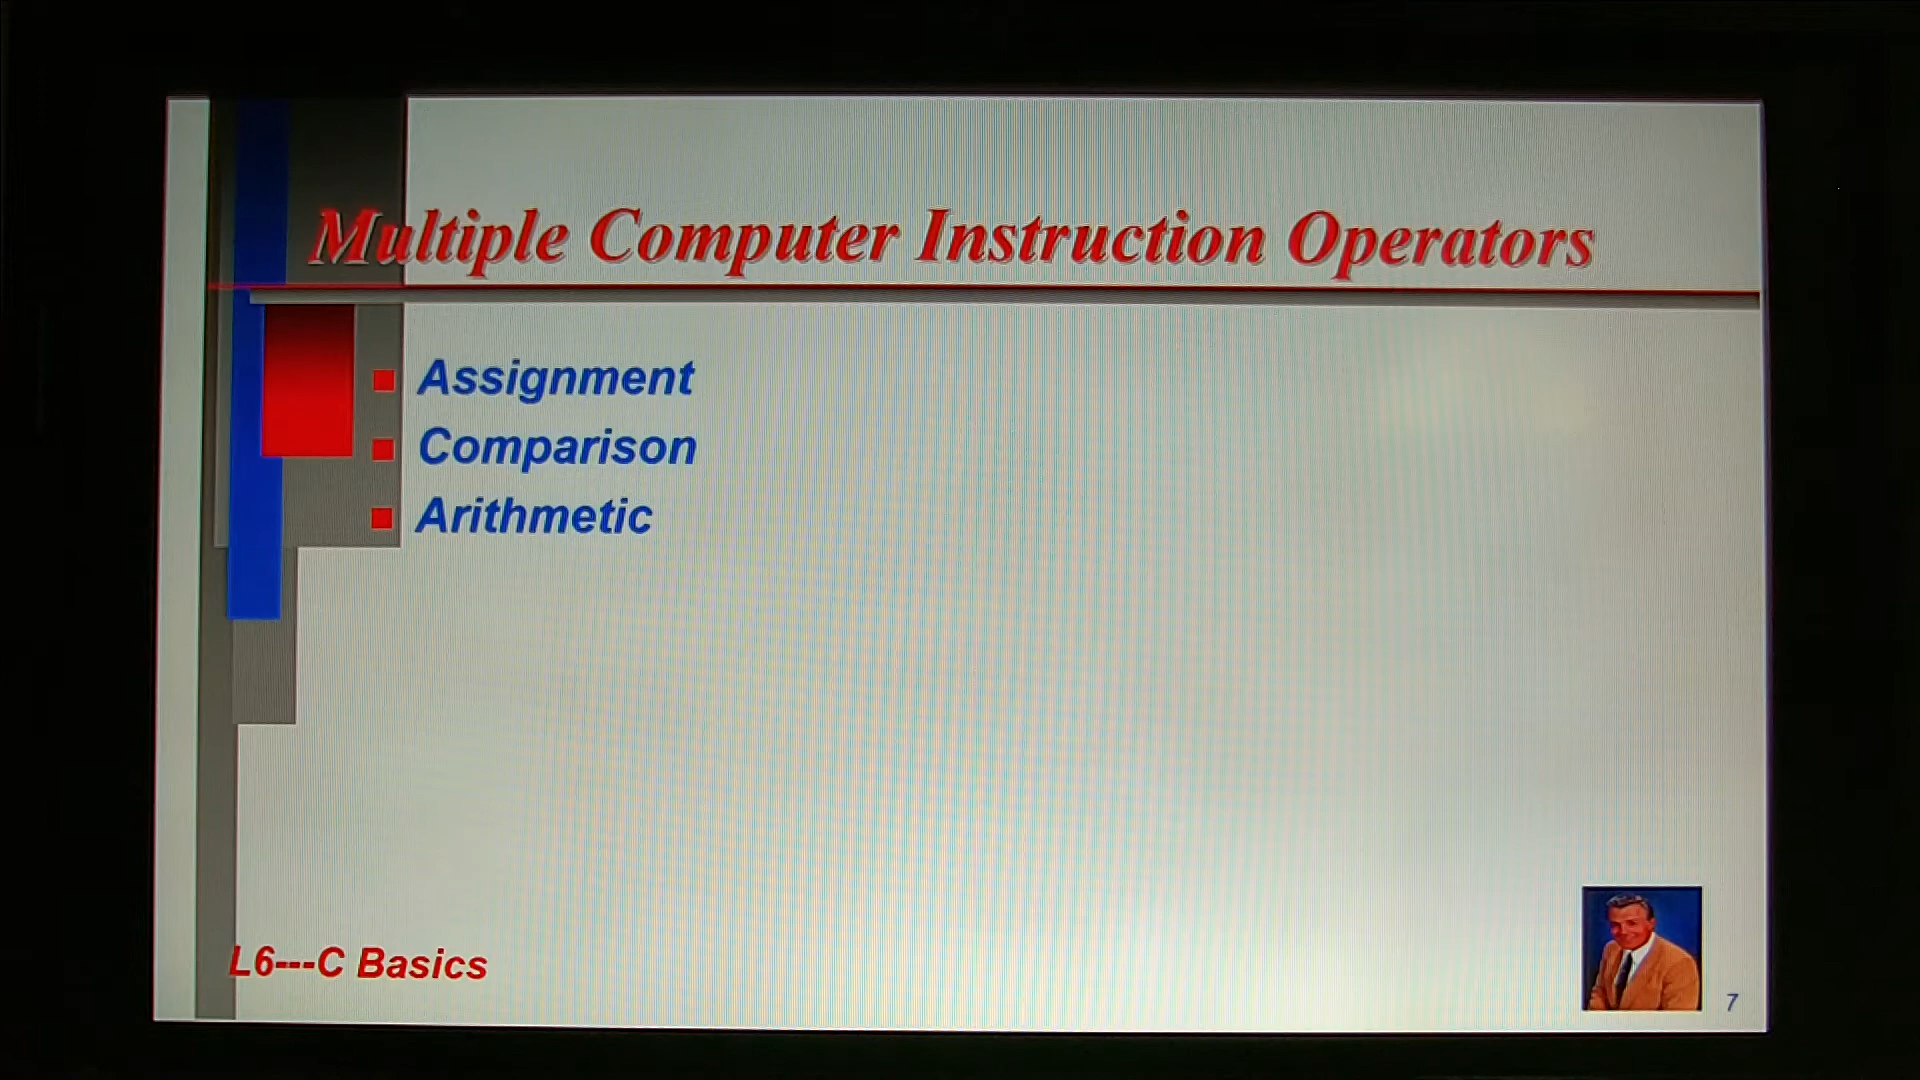 Multiple Computer Instruction Operators
Assignment
Comparison
Arithmetic
L6---C Basics
7